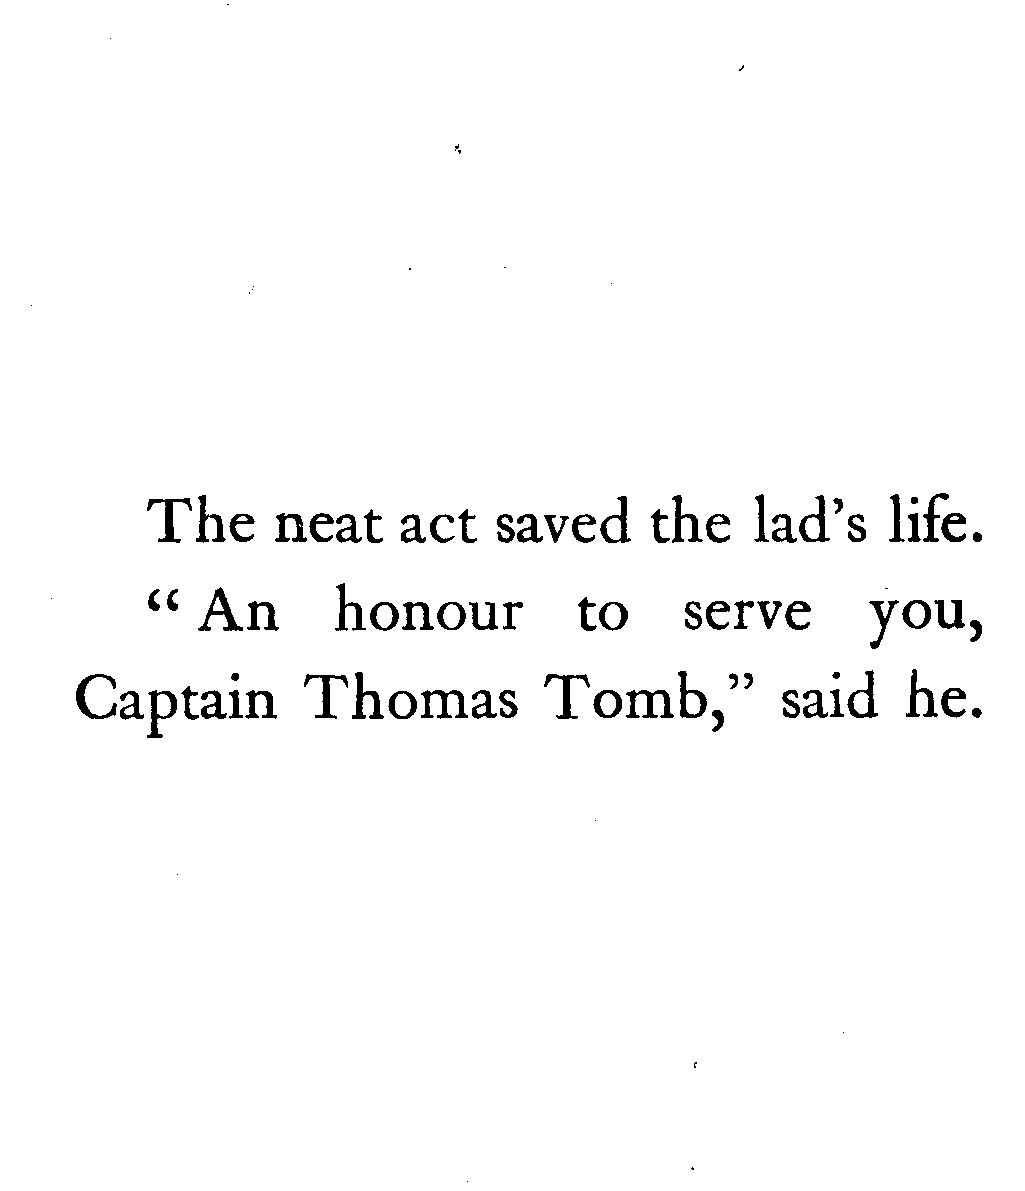 The neat act saved the lad’s life.
“ An honour to serve you,
Captain Thomas Tomb,” said he.